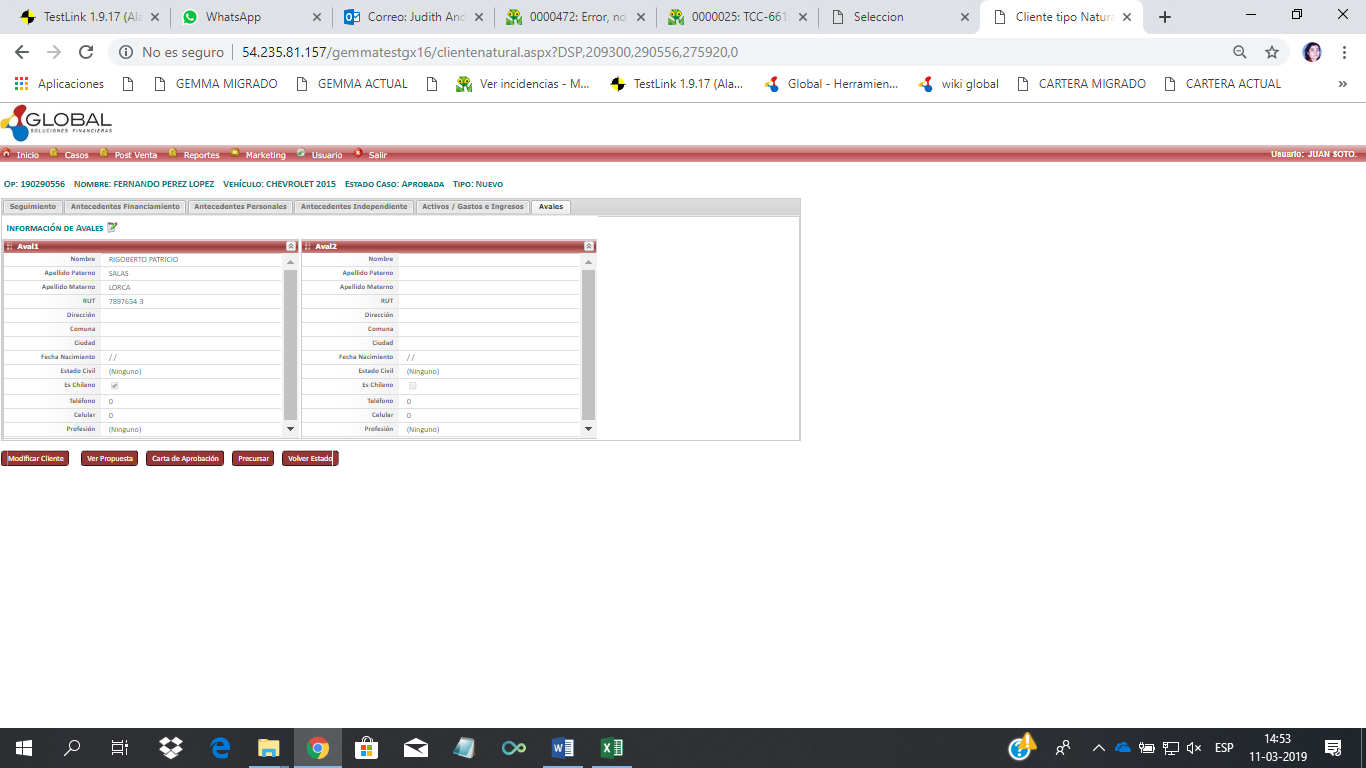 TestLink 1.9.17 (Ala
WhatsApp
Correo: Judith And
0000472: Error, no
0000025: TCC-661
Seleccion
Cliente tipo Natura
No es seguro | 54.235.81.157/gemmatestgx16/clientenatural.aspx?DSP,209300,290556,275920,0
Aplicaciones
GEMMA MIGRADO
GEMMA ACTUAL
Ver incidencias - M...
TestLink 1.9.17 (Ala...
Global - Herramien...
wiki global
CARTERA MIGRADO
CARTERA ACTUAL
»
GLOBAL
SOLUCIONES FINANCIERAS
Inicio Casos Post Venta Reportes Marketing Usuario Salir Usuario: JUAN SOTO.
Op: 190290556 Nombre: FERNANDO PEREZ LOPEZ Vehículo: CHEVROLET 2015 Estado Caso: Aprobada Tipo: Nuevo
Seguimiento Antecedentes Financiamiento Antecedentes Personales Antecedentes Independiente Activos / Gastos e Ingresos Avales
Información de Avales
Aval1
Nombre RIGOBERTO PATRICIO
Apellido Paterno SALAS
Apellido Materno LORCA
RUT 7897654-3
Dirección
Comuna
Ciudad
Fecha Nacimiento / /
Estado Civil (Ninguno)
Es Chileno
Teléfono 0
Celular 0
Profesión (Ninguno)
Aval2
Nombre
Apellido Paterno
Apellido Materno
RUT
Dirección
Comuna
Ciudad
Fecha Nacimiento / /
Estado Civil (Ninguno)
Es Chileno
Teléfono 0
Celular 0
Profesión (Ninguno)
Modificar Cliente Ver Propuesta Carta de Aprobación Precursar Volver Estado
ESP
14:53
11-03-2019